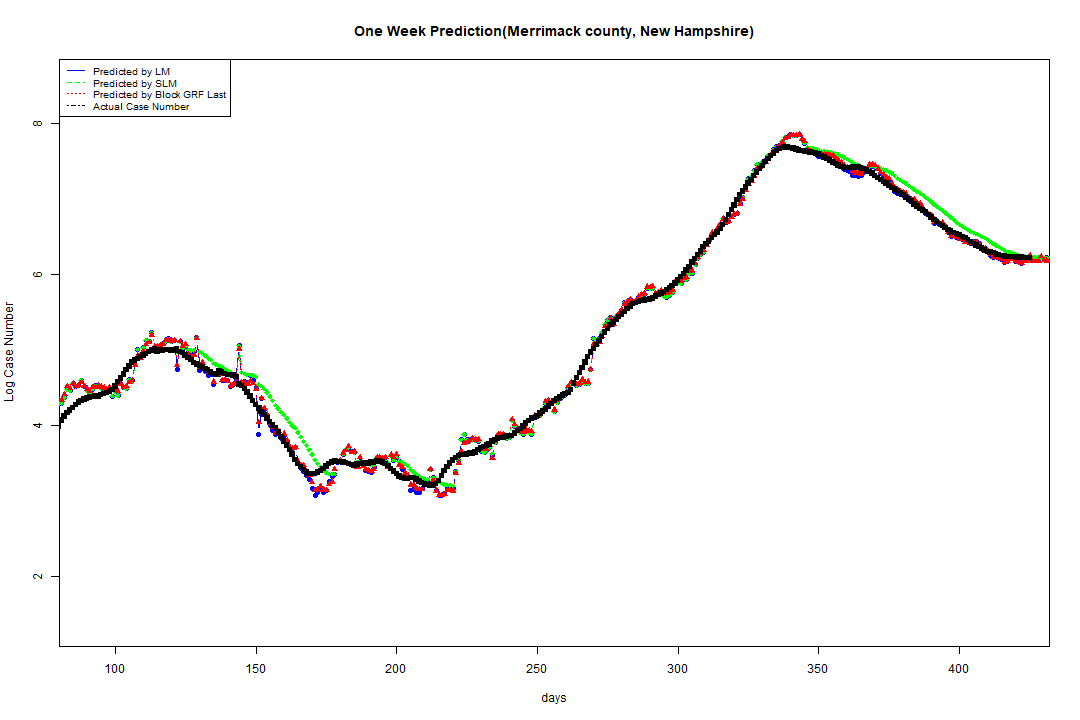 One Week Prediction(Merrimack county, New Hampshire)
Predicted by LM
Predicted by SLM
Predicted by Block GRF Last
Actual Case Number
8
6
4
2
Log Case Number
100 150 200 250 300 350 400
days